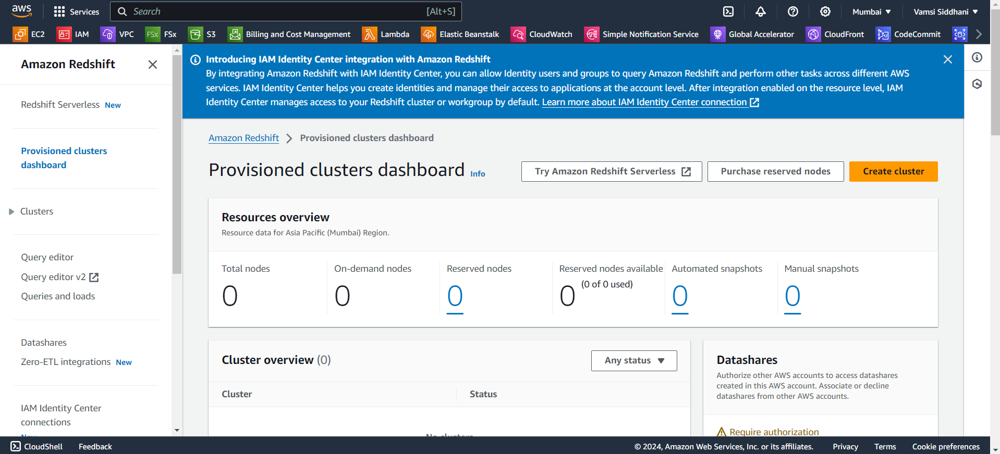 aws
Services
Search
[Alt+S]
Mumbai
Vamsi Siddhani
EC2
IAM
VPC
FSx
FSx
S3
Billing and Cost Management
Lambda
Elastic Beanstalk
CloudWatch
Simple Notification Service
Global Accelerator
CloudFront
CodeCommit
Amazon Redshift
Redshift Serverless New
Provisioned clusters
dashboard
Clusters
Query editor
Query editor v2
Queries and loads
Datashares
Zero-ETL integrations New
IAM Identity Center
connections
New
Introducing IAM Identity Center integration with Amazon Redshift
By integrating Amazon Redshift with IAM Identity Center, you can allow Identity users and groups to query Amazon Redshift and perform other tasks across different AWS
services. IAM Identity Center helps you create identities and manage their access to applications at the account level. After integration enabled on the resource level, IAM
Identity Center manages access to your Redshift cluster or workgroup by default. Learn more about IAM Identity Center connection
Amazon Redshift
Provisioned clusters dashboard
Provisioned clusters dashboard Info
Try Amazon Redshift Serverless
Purchase reserved nodes
Create cluster
Resources overview
Resource data for Asia Pacific (Mumbai) Region.
Total nodes
0
On-demand nodes
0
Reserved nodes
0
Reserved nodes available
0 (0 of 0 used)
Automated snapshots
0
Manual snapshots
0
Cluster overview (0)
Any status
Cluster
Status
No clusters
Datashares
Authorize other AWS accounts to access datashares
created in this AWS account. Associate or decline
datashares from other AWS accounts.
Require authorization
CloudShell
Feedback
© 2024, Amazon Web Services, Inc. or its affiliates.
Privacy
Terms
Cookie preferences